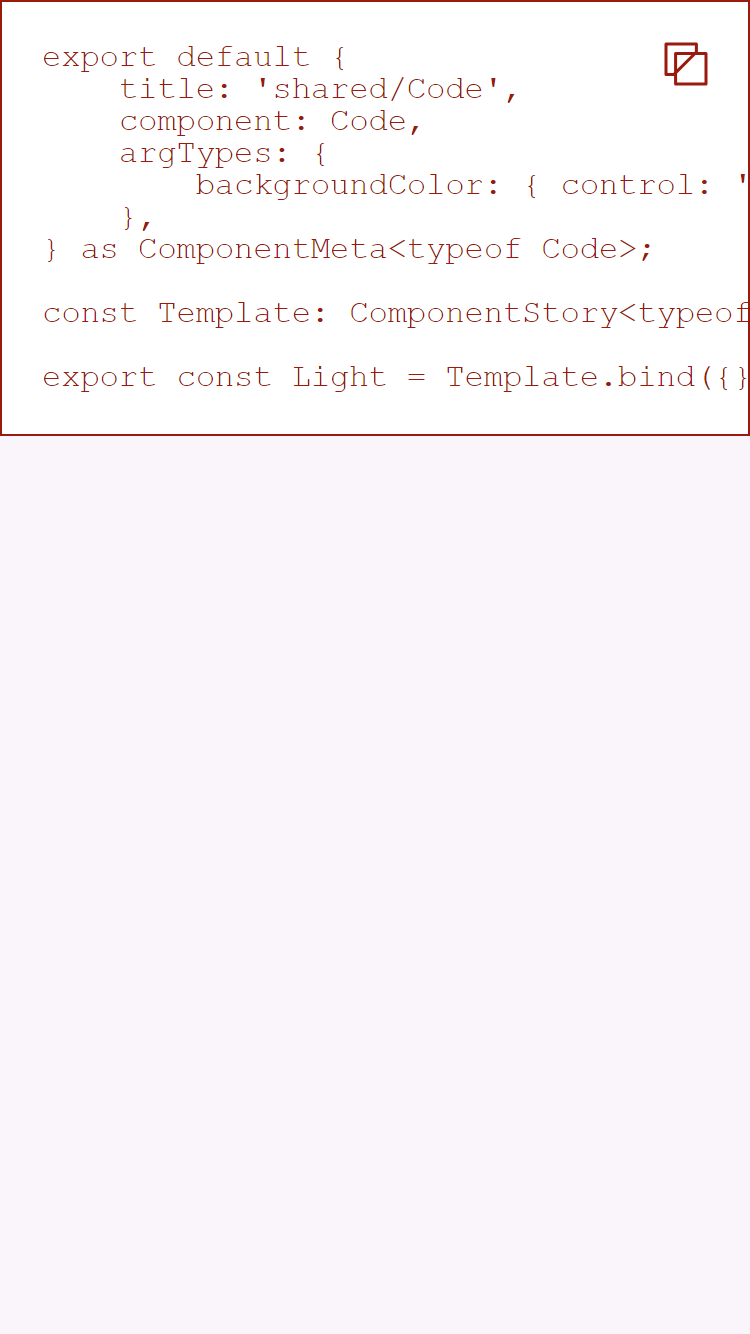 export default {
    title: 'shared/Code',
    component: Code,
    argTypes: {
        backgroundColor: { control: '
    },
} as ComponentMeta<typeof Code>;
const Template: ComponentStory<typeof
export const Light = Template.bind({}